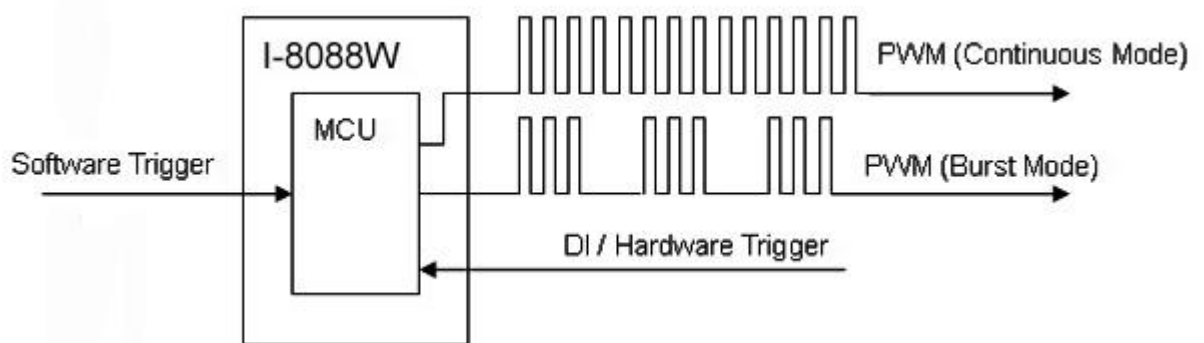 I-8088W
PWM (Continuous Mode)
MCU
Software Trigger
PWM (Burst Mode)
DI / Hardware Trigger